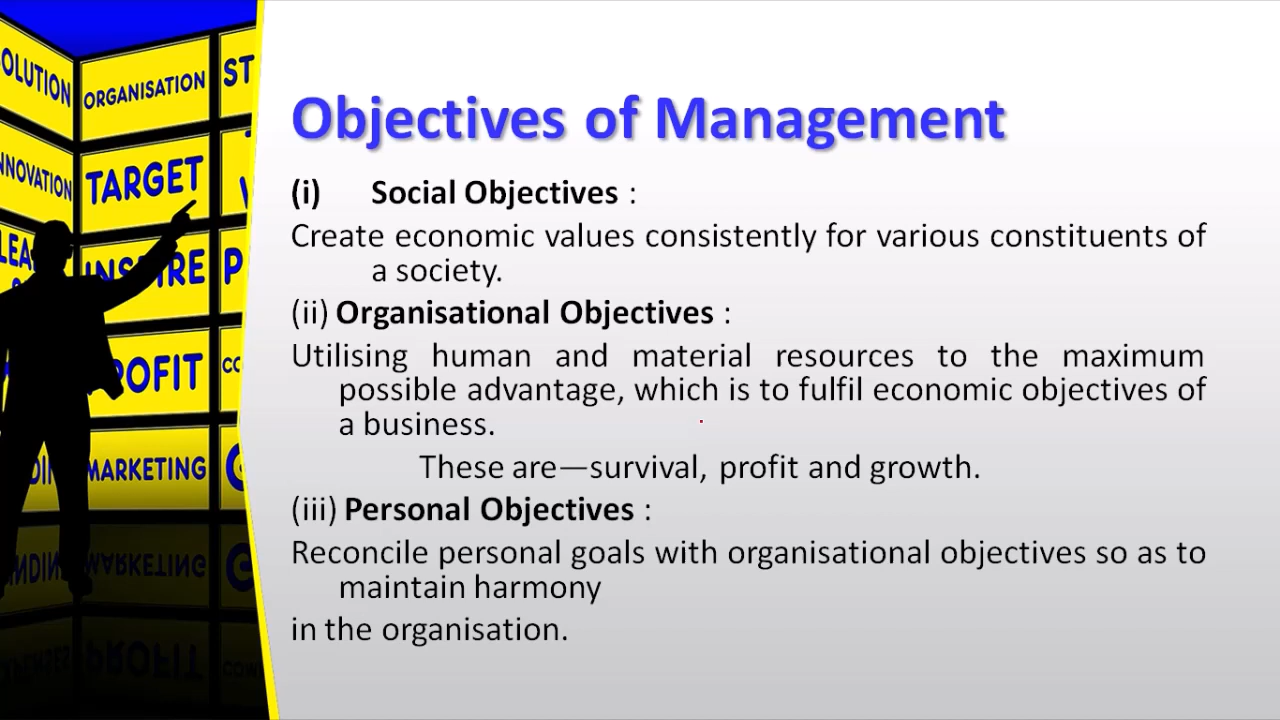 Objectives of Management
(i) Social Objectives :
Create economic values consistently for various constituents of
a society.
(ii) Organisational Objectives :
Utilising human and material resources to the maximum
possible advantage, which is to fulfil economic objectives of
a business.
These are—survival, profit and growth.
(iii) Personal Objectives :
Reconcile personal goals with organisational objectives so as to
maintain harmony
in the organisation.
ORGANISATION
TARGET
MARKETING
MARKETING
PROFIT